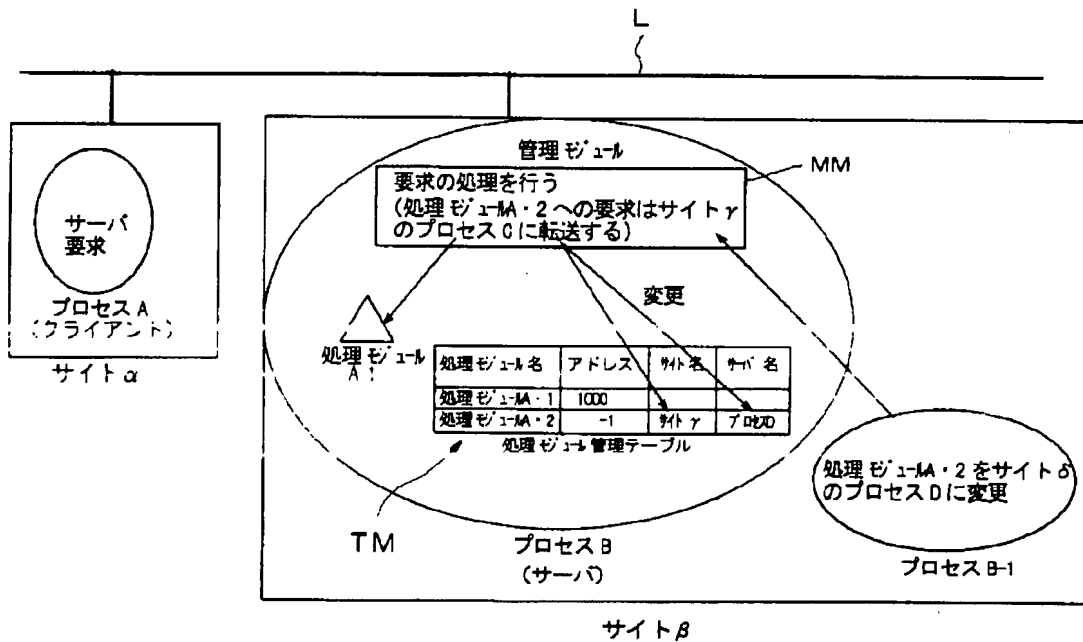 L
管理モジュール
MM
要求の処理を行う
(処理モジュールA・2への要求はサイトγ
のプロセスCに転送する)
サーバ
要求
プロセスA
(クライアント)
サイトα
変更
処理モジュール
A 1
処理モジュール名 アドレス サイト名 サーバ名
処理モジュールA・1 1000
処理モジュールA・2 -1 サイトγ プロセスD
処理モジュール管理テーブル
処理モジュールA・2をサイトδ
のプロセスDに変更
TM
プロセスB
(サーバ)
プロセスB-1
サイトβ